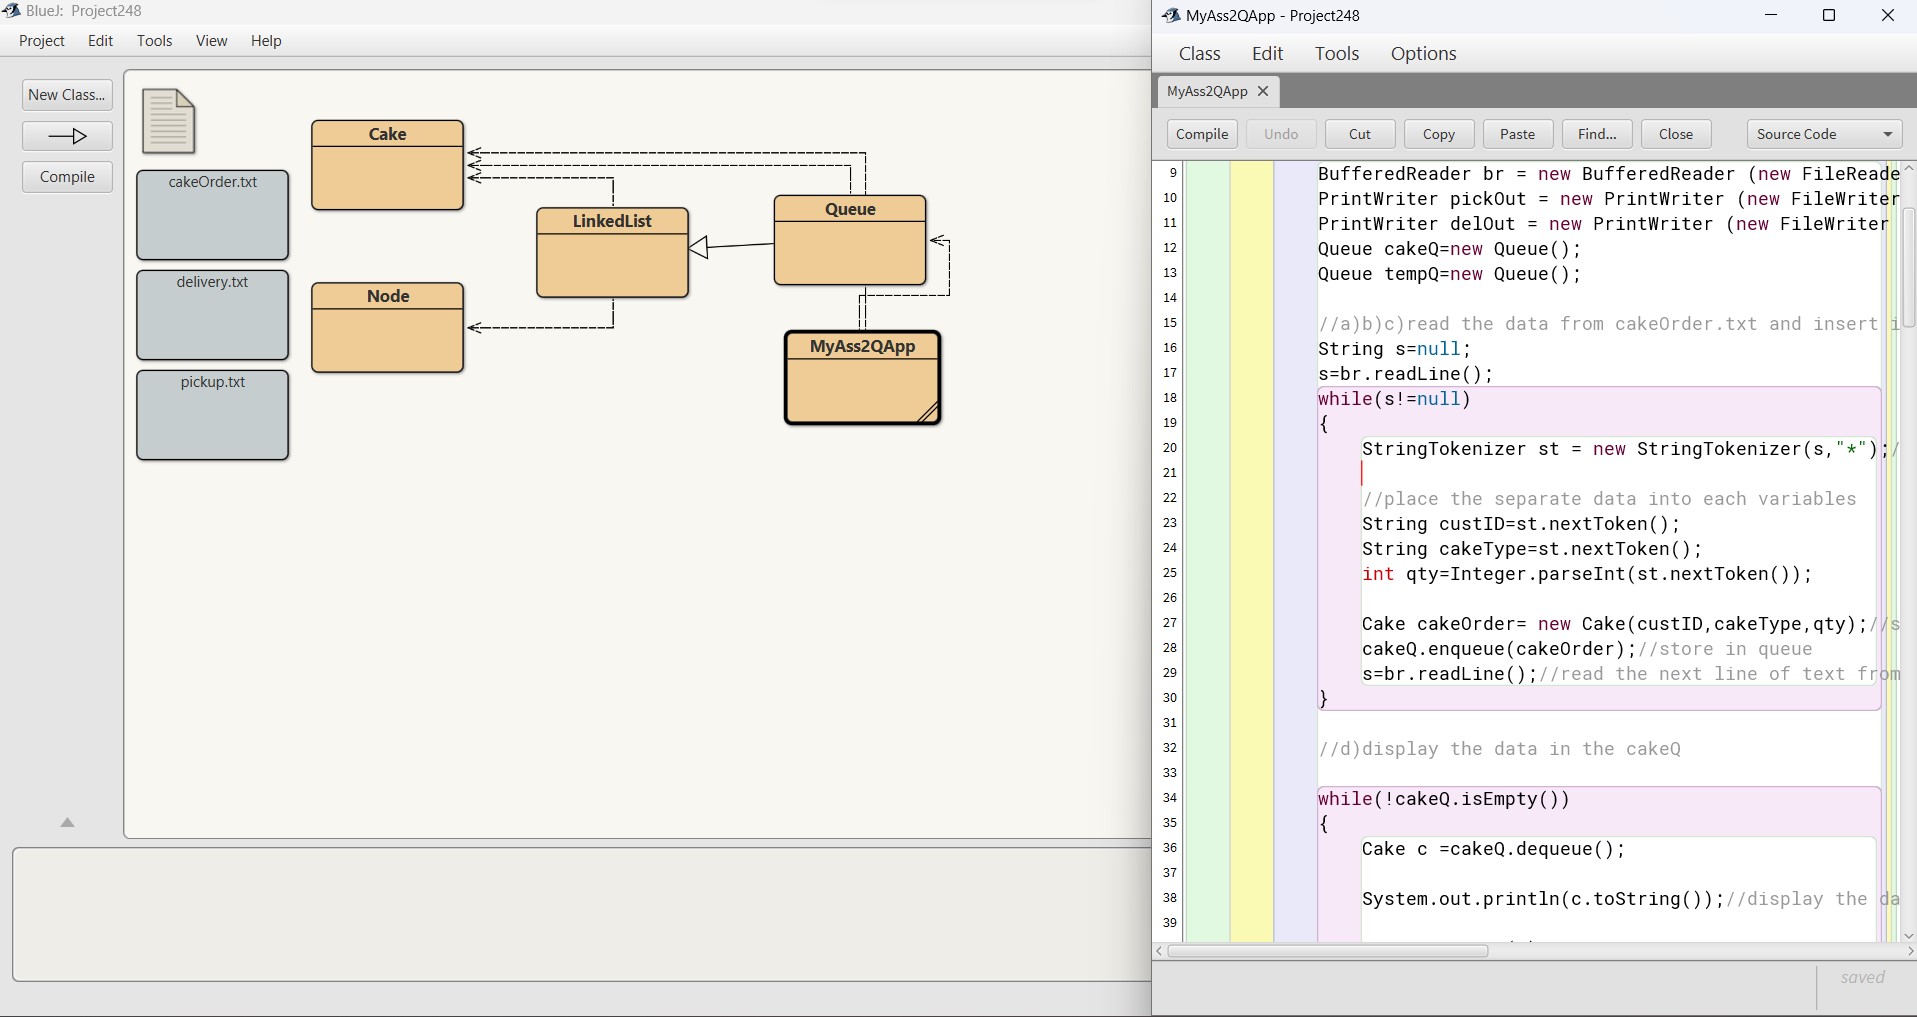 BlueJ: Project248
Project Edit Tools View Help
New Class...
Compile
cakeOrder.txt
delivery.txt
pickup.txt
Cake
Node
LinkedList
Queue
MyAss2QApp
MyAss2QApp - Project248
Class Edit Tools Options
MyAss2QApp
Compile Undo Cut Copy Paste Find... Close Source Code
9 BufferedReader br = new BufferedReader (new FileReade
10 PrintWriter pickOut = new PrintWriter (new FileWriter
11 PrintWriter delOut = new PrintWriter (new FileWriter
12 Queue cakeQ=new Queue();
13 Queue tempQ=new Queue();
14
15 //a)b)c)read the data from cakeOrder.txt and insert i
16 String s=null;
17 s=br.readLine();
18 while(s!=null)
19 {
20 StringTokenizer st = new StringTokenizer(s,"*");/
21
22 //place the separate data into each variables
23 String custID=st.nextToken();
24 String cakeType=st.nextToken();
25 int qty=Integer.parseInt(st.nextToken());
26
27 Cake cakeOrder= new Cake(custID,cakeType,qty);//s
28 cakeQ.enqueue(cakeOrder);//store in queue
29 s=br.readLine();//read the next line of text from
30 }
31
32 //d)display the data in the cakeQ
33
34 while(!cakeQ.isEmpty())
35 {
36 Cake c =cakeQ.dequeue();
37
38 System.out.println(c.toString());//display the da
39
saved